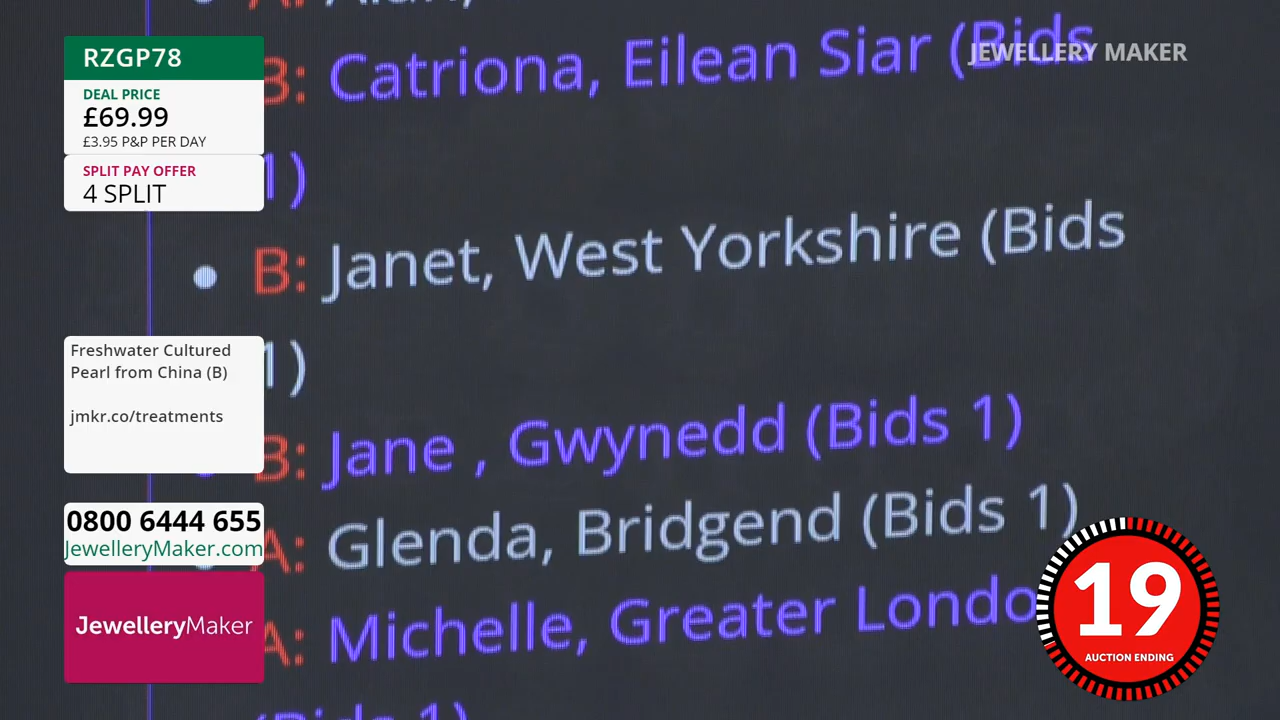 RZGP78
DEAL PRICE
£69.99
£3.95 P&P PER DAY
SPLIT PAY OFFER
4 SPLIT
Freshwater Cultured
Pearl from China (B)
jmkr.co/treatments
0800 6444 655
JewelleryMaker.com
JewelleryMaker
JEWELLERY MAKER
B: Catriona, Eilean Siar (Bids
1)
B: Janet, West Yorkshire (Bids
1)
B: Jane , Gwynedd (Bids 1)
A: Glenda, Bridgend (Bids 1)
A: Michelle, Greater Londo
(Bids 1)
19
AUCTION ENDING